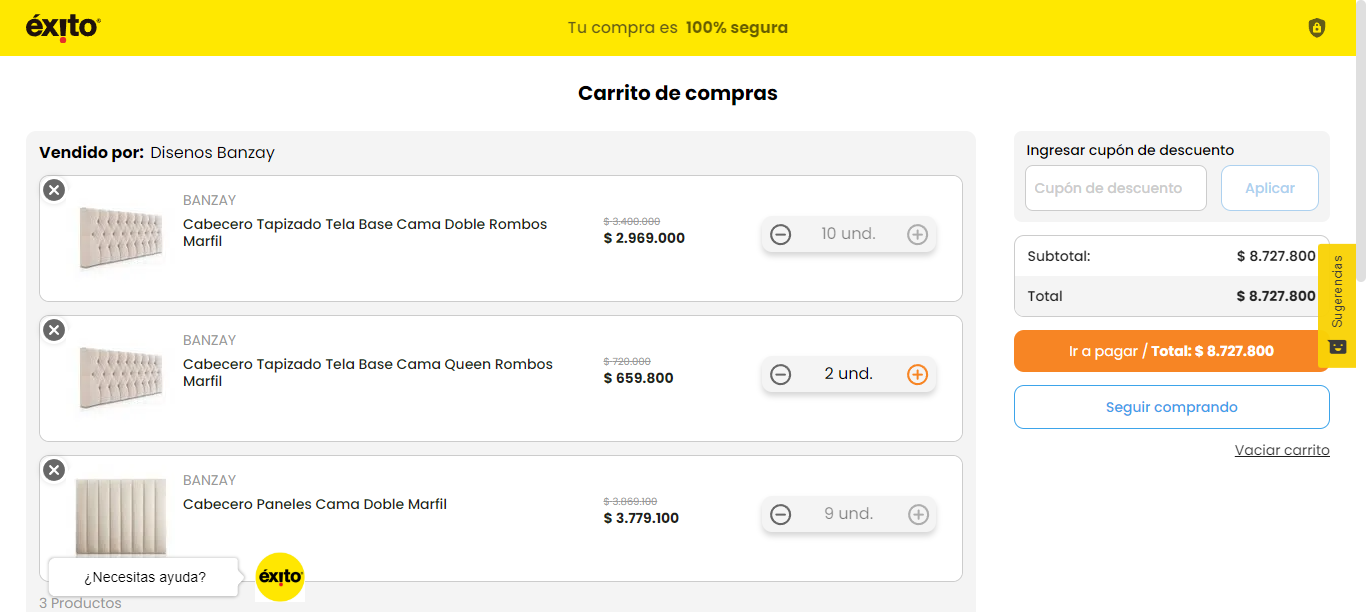 éxito
Tu compra es 100% segura
Carrito de compras
Vendido por: Disenos Banzay
BANZAY
Cabecero Tapizado Tela Base Cama Doble Rombos
Marfil
$ 3.400.000
$ 2.969.000
10 und.
BANZAY
Cabecero Tapizado Tela Base Cama Queen Rombos
Marfil
$ 720.000
$ 659.800
2 und.
BANZAY
Cabecero Paneles Cama Doble Marfil
$ 3.869.100
$ 3.779.100
9 und.
¿Necesitas ayuda?
éxito
3 Productos
Ingresar cupón de descuento
Cupón de descuento
Aplicar
Subtotal: $ 8.727.800
Total $ 8.727.800
Ir a pagar / Total: $ 8.727.800
Seguir comprando
Vaciar carrito
Sugerencias